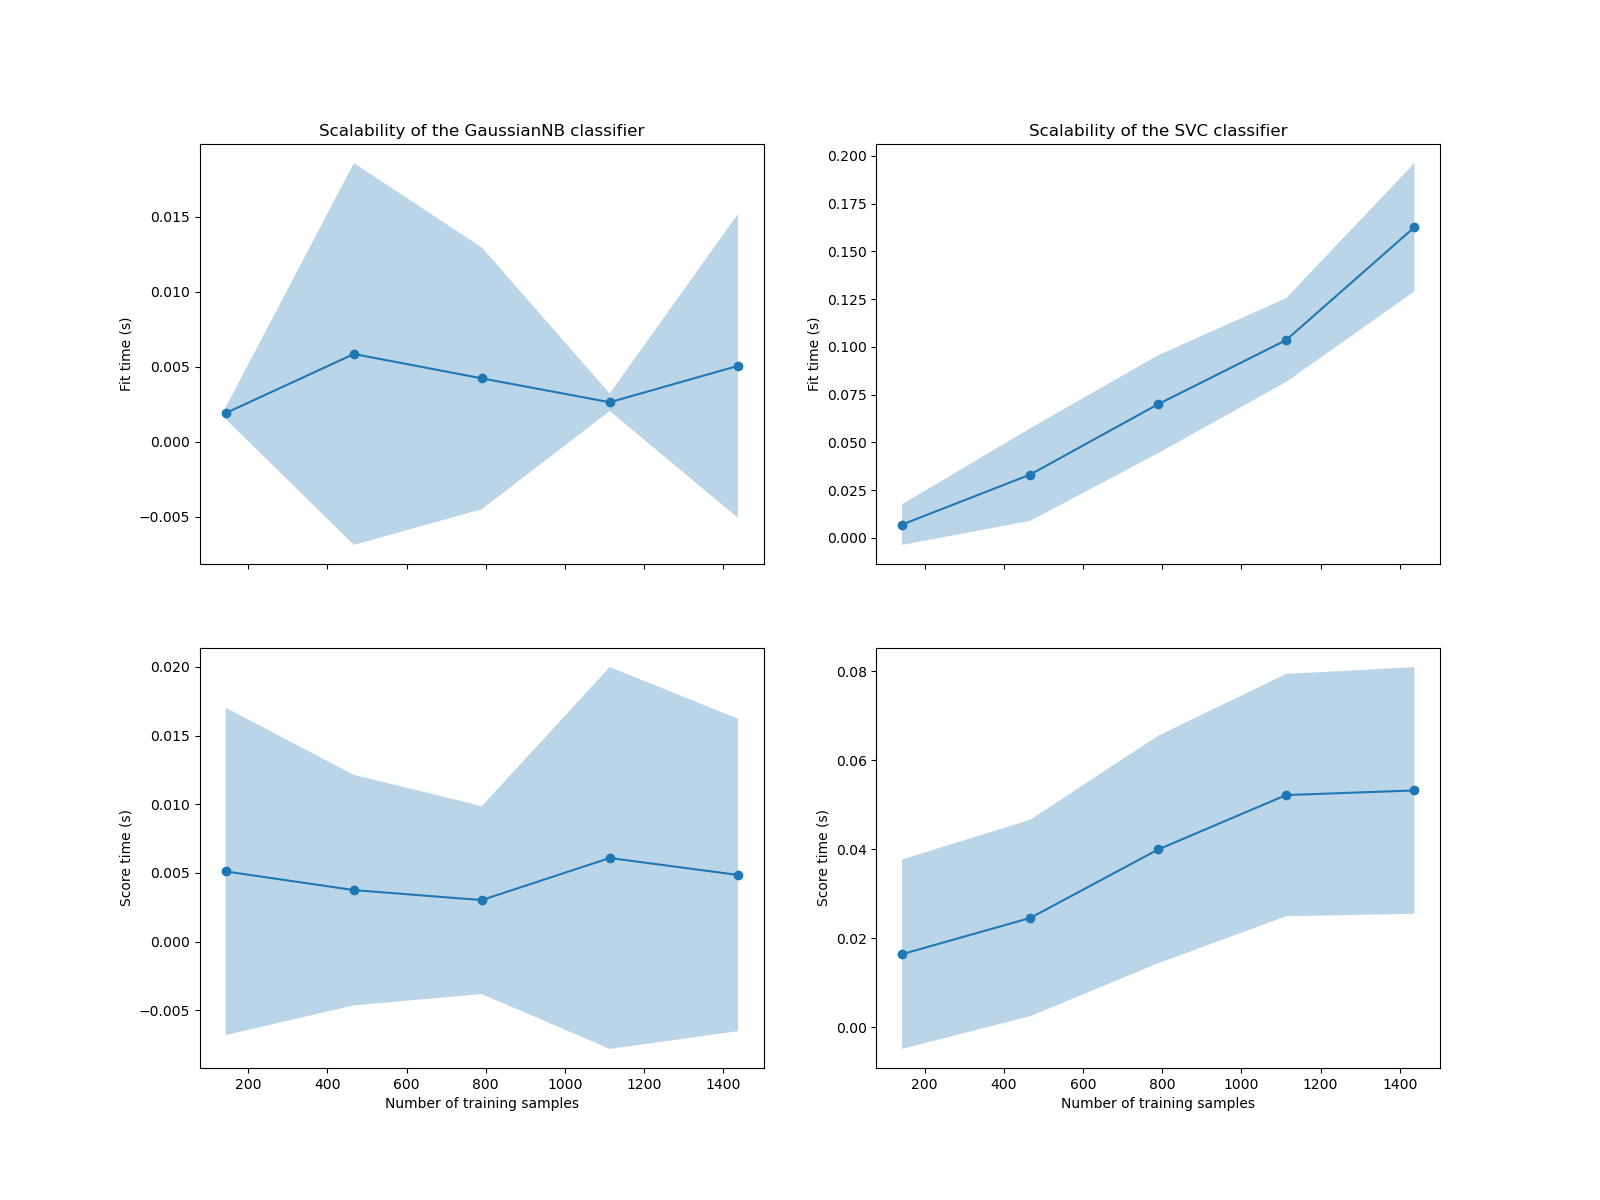 Scalability of the GaussianNB classifier
Fit time (s)
0.015
0.010
0.005
0.000
−0.005
Scalability of the SVC classifier
Fit time (s)
0.200
0.175
0.150
0.125
0.100
0.075
0.050
0.025
0.000
Score time (s)
0.020
0.015
0.010
0.005
0.000
−0.005
200 400 600 800 1000 1200 1400
Number of training samples
Score time (s)
0.08
0.06
0.04
0.02
0.00
200 400 600 800 1000 1200 1400
Number of training samples